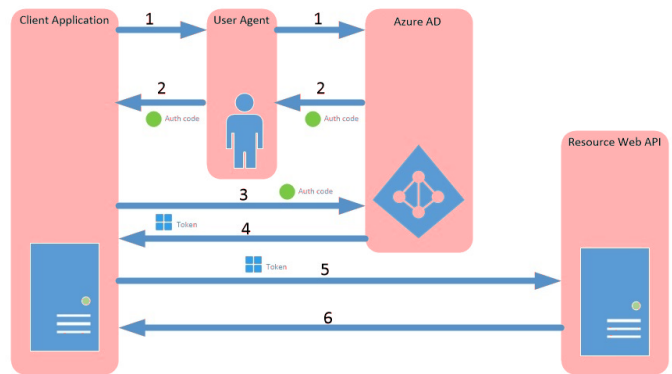 Client Application
1
User Agent
1
Azure AD
2
2
Auth code
Auth code
Resource Web API
3
Auth code
Token
4
Token
5
6